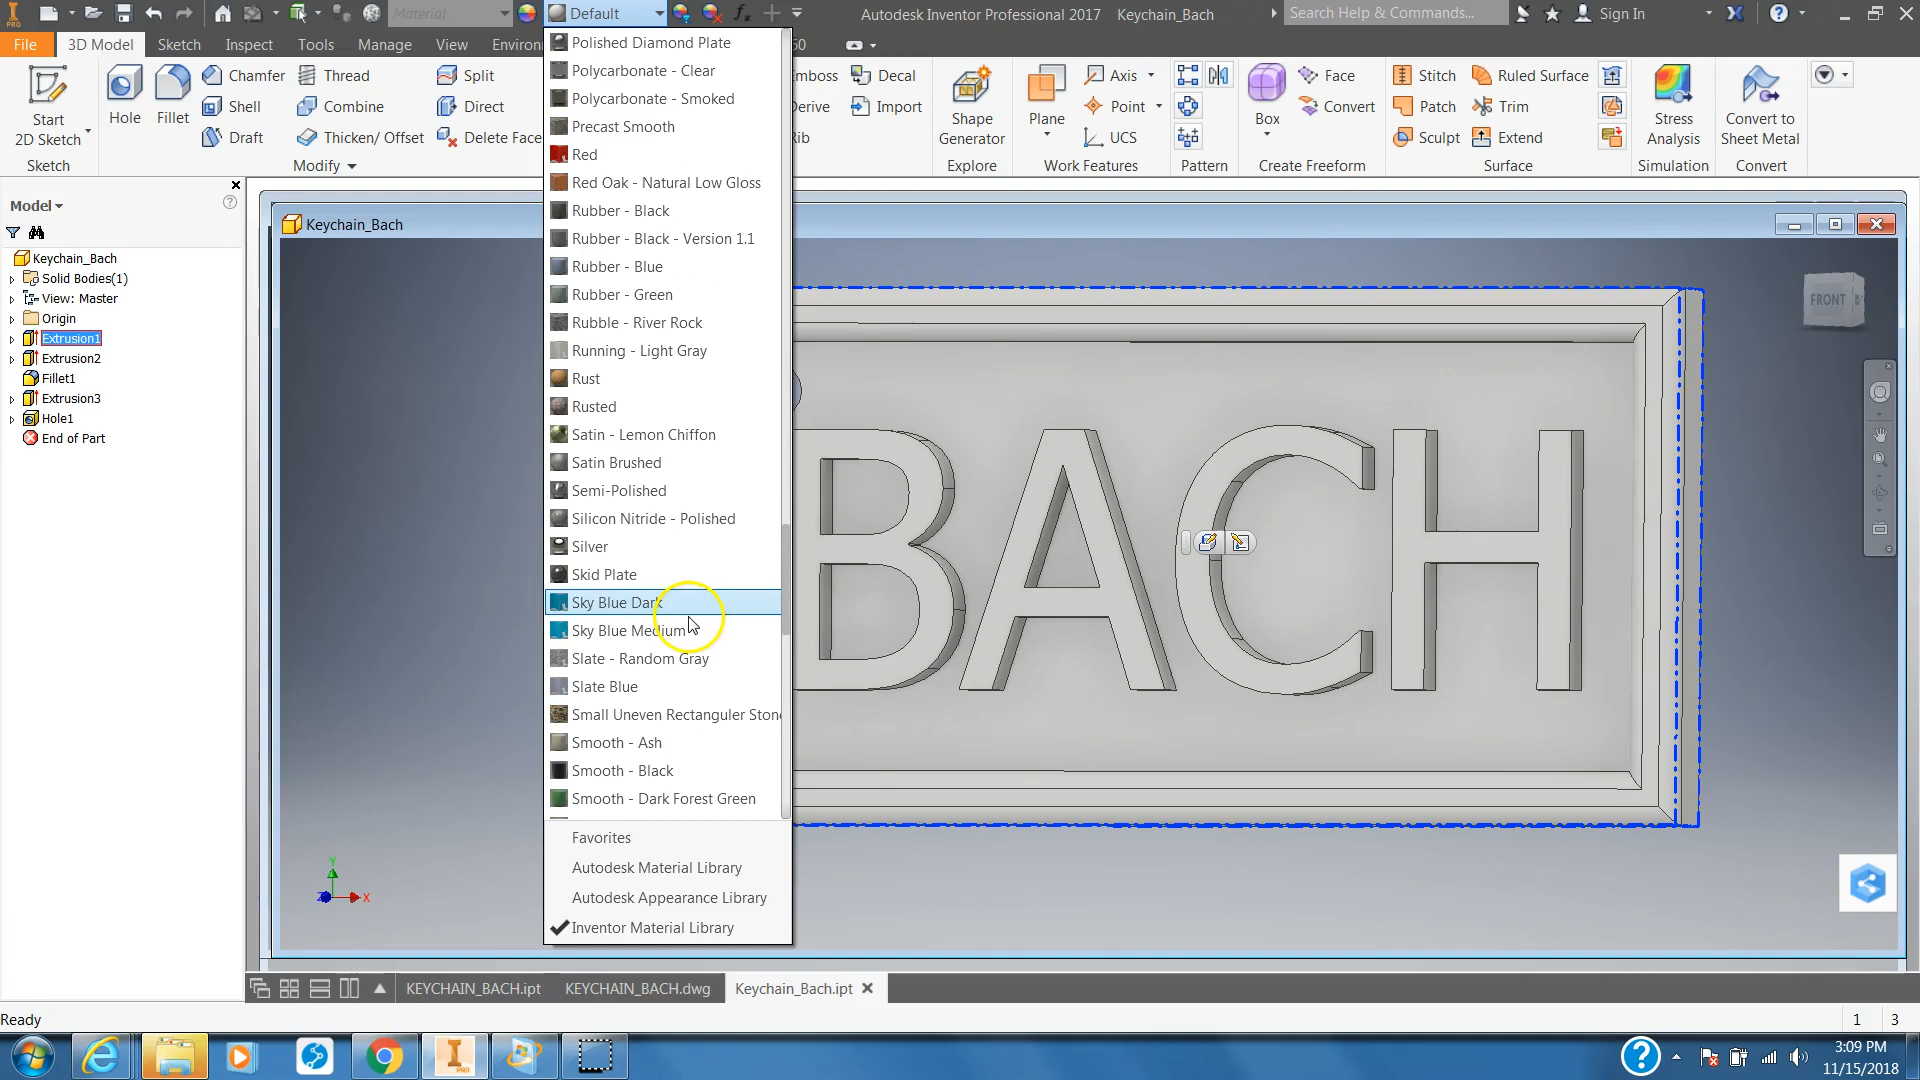 Material
Default
Autodesk Inventor Professional 2017 Keychain_Bach
Search Help & Commands...
Sign In
PRO
File
3D Model
Sketch
Inspect
Tools
Manage
View
Environ
60
Start
2D Sketch
Sketch
Hole
Fillet
Chamfer
Shell
Draft
Thread
Combine
Thicken/ Offset
Split
Direct
Delete Face
Modify
mboss
Decal
erive
Import
ib
Shape
Generator
Explore
Plane
Axis
Point
UCS
Work Features
Pattern
Box
Face
Convert
Create Freeform
Stitch
Patch
Sculpt
Ruled Surface
Trim
Extend
Surface
Stress
Analysis
Simulation
Convert to
Sheet Metal
Convert
Model
Keychain_Bach
Solid Bodies(1)
View: Master
Origin
Extrusion1
Extrusion2
Fillet1
Extrusion3
Hole1
End of Part
Keychain_Bach
Polished Diamond Plate
Polycarbonate - Clear
Polycarbonate - Smoked
Precast Smooth
Red
Red Oak - Natural Low Gloss
Rubber - Black
Rubber - Black - Version 1.1
Rubber - Blue
Rubber - Green
Rubble - River Rock
Running - Light Gray
Rust
Rusted
Satin - Lemon Chiffon
Satin Brushed
Semi-Polished
Silicon Nitride - Polished
Silver
Skid Plate
Sky Blue Dark
Sky Blue Medium
Slate - Random Gray
Slate Blue
Small Uneven Rectanguler Stone
Smooth - Ash
Smooth - Black
Smooth - Dark Forest Green
Favorites
Autodesk Material Library
Autodesk Appearance Library
Inventor Material Library
BACH
FRONT
Y
Z
X
KEYCHAIN_BACH.ipt
KEYCHAIN_BACH.dwg
Keychain_Bach.ipt
Ready
1
3
PRO
3:09 PM
11/15/2018